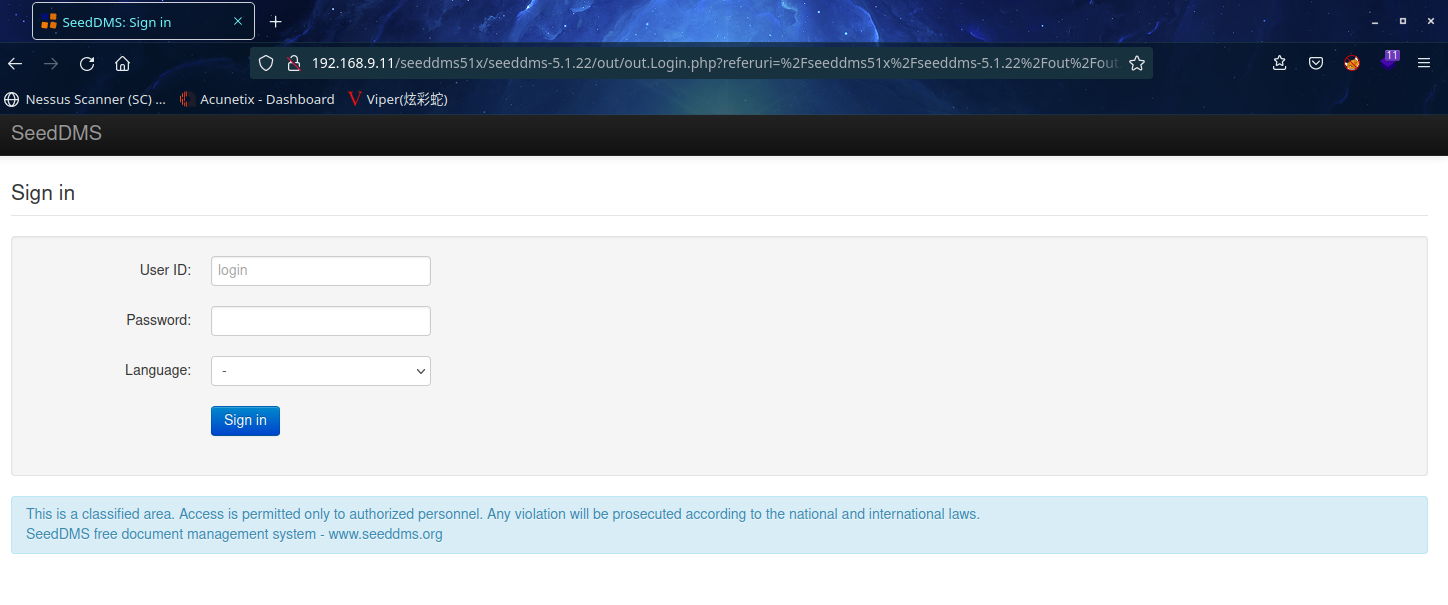 SeedDMS: Sign in
192.168.9.11/seeddms51x/seeddms-5.1.22/out/out.Login.php?referuri=%2Fseeddms51x%2Fseeddms-5.1.22%2Fout%2Fout
11
Nessus Scanner (SC) ... Acunetix - Dashboard Viper(炫彩蛇)
SeedDMS
Sign in
User ID: login
Password:
Language: -
Sign in
This is a classified area. Access is permitted only to authorized personnel. Any violation will be prosecuted according to the national and international laws.
SeedDMS free document management system - www.seeddms.org